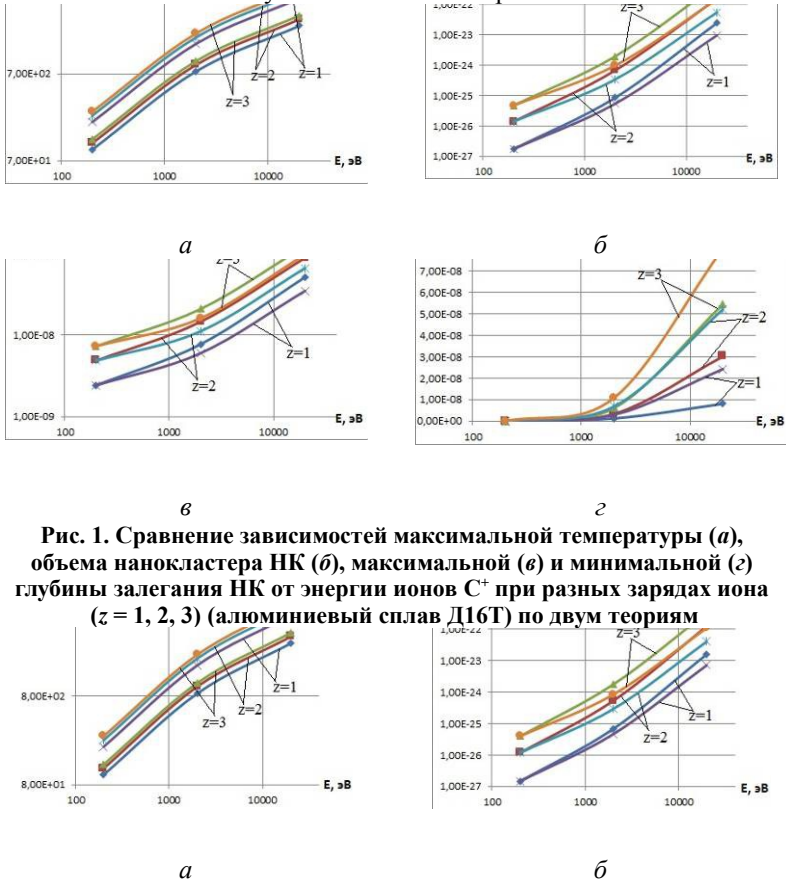 7,00E+02
7,00E+01
z=1
z=2
z=3
100 1000 10000 E, эВ
1,00E-22
1,00E-23
1,00E-24
1,00E-25
1,00E-26
1,00E-27
z=3
z=1
z=2
100 1000 10000 E, эВ
а б
1,00E-08
1,00E-09
z=3
z=1
z=2
100 1000 10000 E, эВ
7,00E-08
6,00E-08
5,00E-08
4,00E-08
3,00E-08
2,00E-08
1,00E-08
0,00E+00
z=3
z=2
z=1
100 1000 10000 E, эВ
в г
Рис. 1. Сравнение зависимостей максимальной температуры (а),
объема нанокластера НК (б), максимальной (в) и минимальной (г)
глубины залегания НК от энергии ионов C⁺ при разных зарядах иона
(z = 1, 2, 3) (алюминиевый сплав Д16Т) по двум теориям
8,00E+02
8,00E+01
z=1
z=2
z=3
100 1000 10000 E, эВ
1,00E-22
1,00E-23
1,00E-24
1,00E-25
1,00E-26
1,00E-27
z=3
z=1
z=2
100 1000 10000 E, эВ
а б